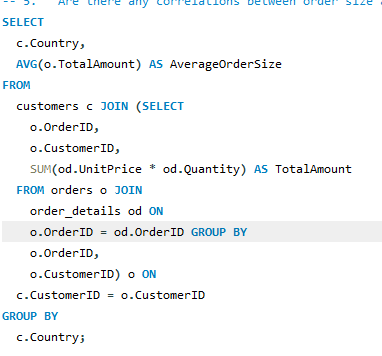 -- 5. Are there any correlations between order size
SELECT
c.Country,
AVG(o.TotalAmount) AS AverageOrderSize
FROM
customers c JOIN (SELECT
o.OrderID,
o.CustomerID,
SUM(od.UnitPrice * od.Quantity) AS TotalAmount
FROM orders o JOIN
order_details od ON
o.OrderID = od.OrderID GROUP BY
o.OrderID,
o.CustomerID) o ON
c.CustomerID = o.CustomerID
GROUP BY
c.Country;